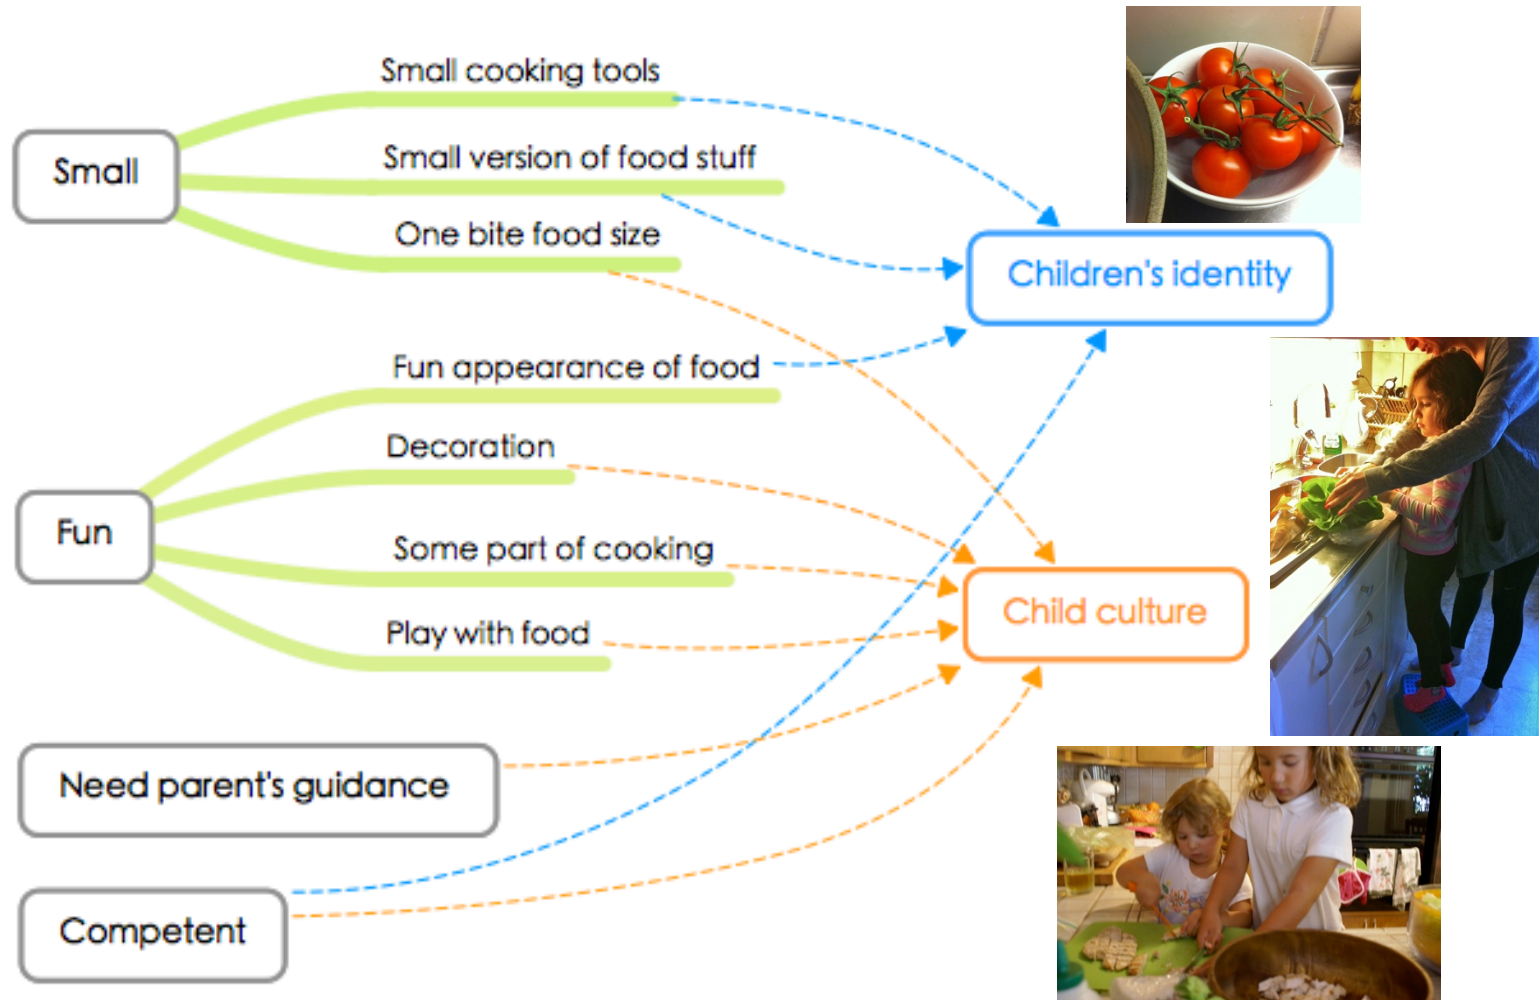 Small cooking tools
Small version of food stuff
Small
One bite food size
Children's identity
Fun appearance of food
Decoration
Fun
Some part of cooking
Child culture
Play with food
Need parent's guidance
Competent